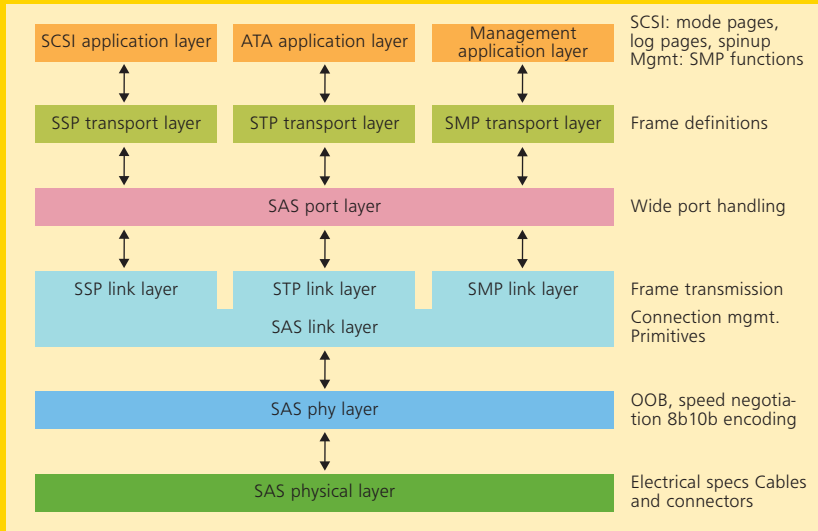 SCSI application layer
ATA application layer
Management
application layer
SCSI: mode pages,
log pages, spinup
Mgmt: SMP functions
SSP transport layer
STP transport layer
SMP transport layer
Frame definitions
SAS port layer
Wide port handling
SSP link layer
STP link layer
SMP link layer
Frame transmission
SAS link layer
Connection mgmt.
Primitives
SAS phy layer
OOB, speed negotia-
tion 8b10b encoding
SAS physical layer
Electrical specs Cables
and connectors